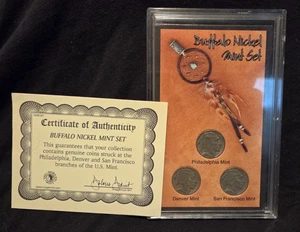 Certificate of Authenticity
BUFFALO NICKEL MINT SET
This guarantees that your collection
contains genuine coins struck at the
Philadelphia, Denver and San Francisco
branches of the U.S. Mint.
Buffalo Nickel
Mint Set
Philadelphia Mint
Denver Mint
San Francisco Mint